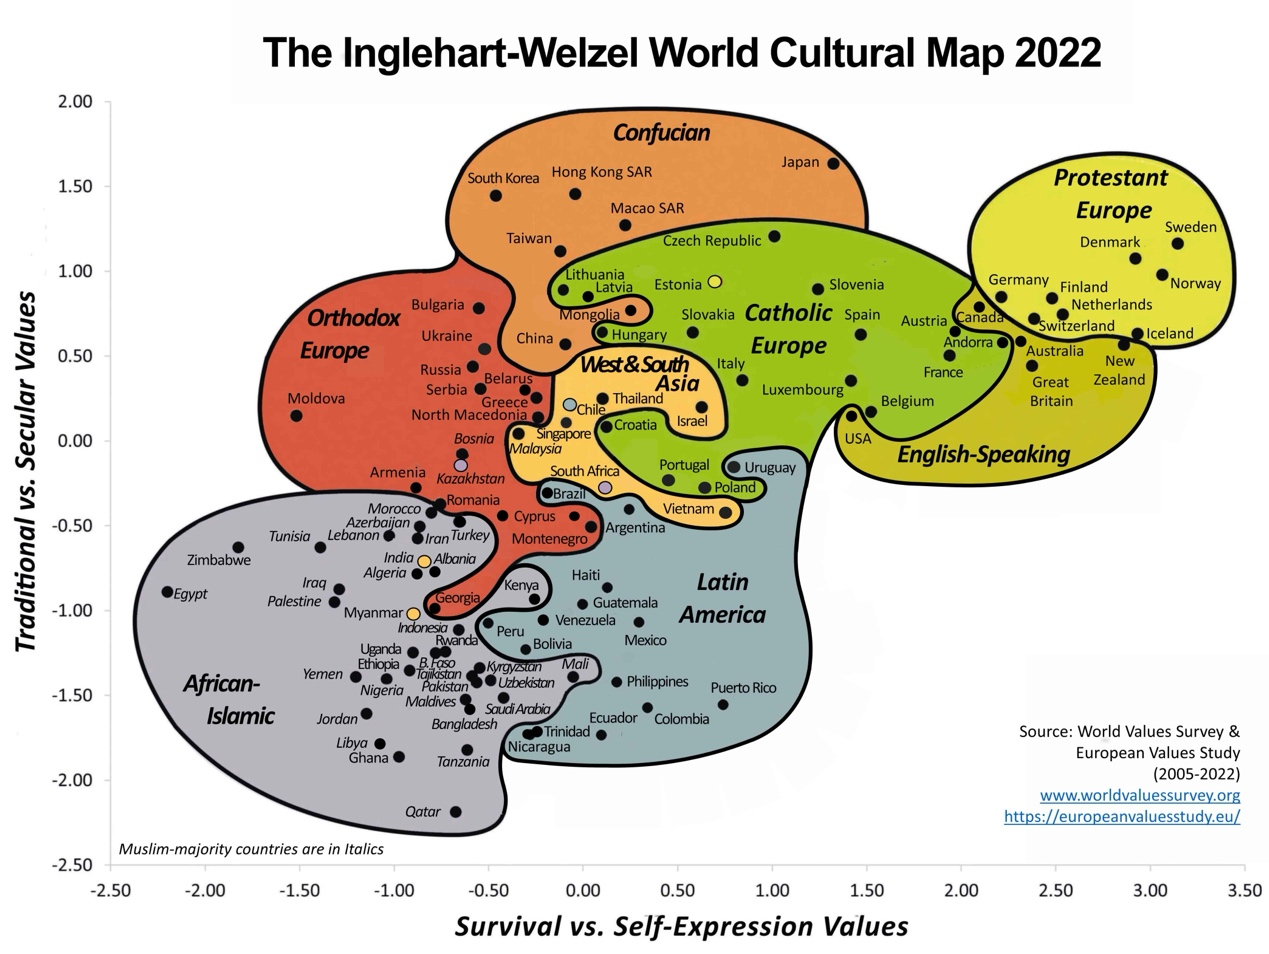 The Inglehart-Welzel World Cultural Map 2022
Traditional vs. Secular Values
2.00
1.50
1.00
0.50
0.00
-0.50
-1.00
-1.50
-2.00
-2.50
Confucian
Japan
Hong Kong SAR
South Korea
Macao SAR
Taiwan
Mongolia
China
Protestant
Europe
Sweden
Denmark
Norway
Germany
Finland
Netherlands
Switzerland
Iceland
Catholic
Europe
Czech Republic
Lithuania
Latvia
Estonia
Slovenia
Slovakia
Spain
Hungary
Austria
Andorra
France
Italy
Luxembourg
Belgium
Croatia
Portugal
Poland
English-Speaking
Canada
Australia
New
Zealand
Great
Britain
USA
Orthodox
Europe
Bulgaria
Ukraine
Russia
Belarus
Serbia
Greece
North Macedonia
Moldova
Bosnia
Kazakhstan
Armenia
Romania
Cyprus
Montenegro
Georgia
West & South
Asia
Thailand
Israel
Chile
Singapore
Malaysia
South Africa
Vietnam
Latin
America
Uruguay
Brazil
Argentina
Haiti
Guatemala
Venezuela
Mexico
Peru
Bolivia
Philippines
Puerto Rico
Ecuador
Colombia
Trinidad
Nicaragua
African-
Islamic
Morocco
Azerbaijan
Lebanon
Iran
Turkey
Tunisia
Zimbabwe
India
Albania
Algeria
Egypt
Iraq
Palestine
Myanmar
Kenya
Indonesia
Rwanda
Uganda
B. Faso
Ethiopia
Tajikistan
Kyrgyzstan
Mali
Yemen
Nigeria
Pakistan
Uzbekistan
Maldives
Saudi Arabia
Bangladesh
Jordan
Libya
Ghana
Tanzania
Qatar
Source: World Values Survey &
European Values Study
(2005-2022)
www.worldvaluessurvey.org
https://europeanvaluesstudy.eu/
Muslim-majority countries are in Italics
-2.50
-2.00
-1.50
-1.00
-0.50
0.00
0.50
1.00
1.50
2.00
2.50
3.00
3.50
Survival vs. Self-Expression Values